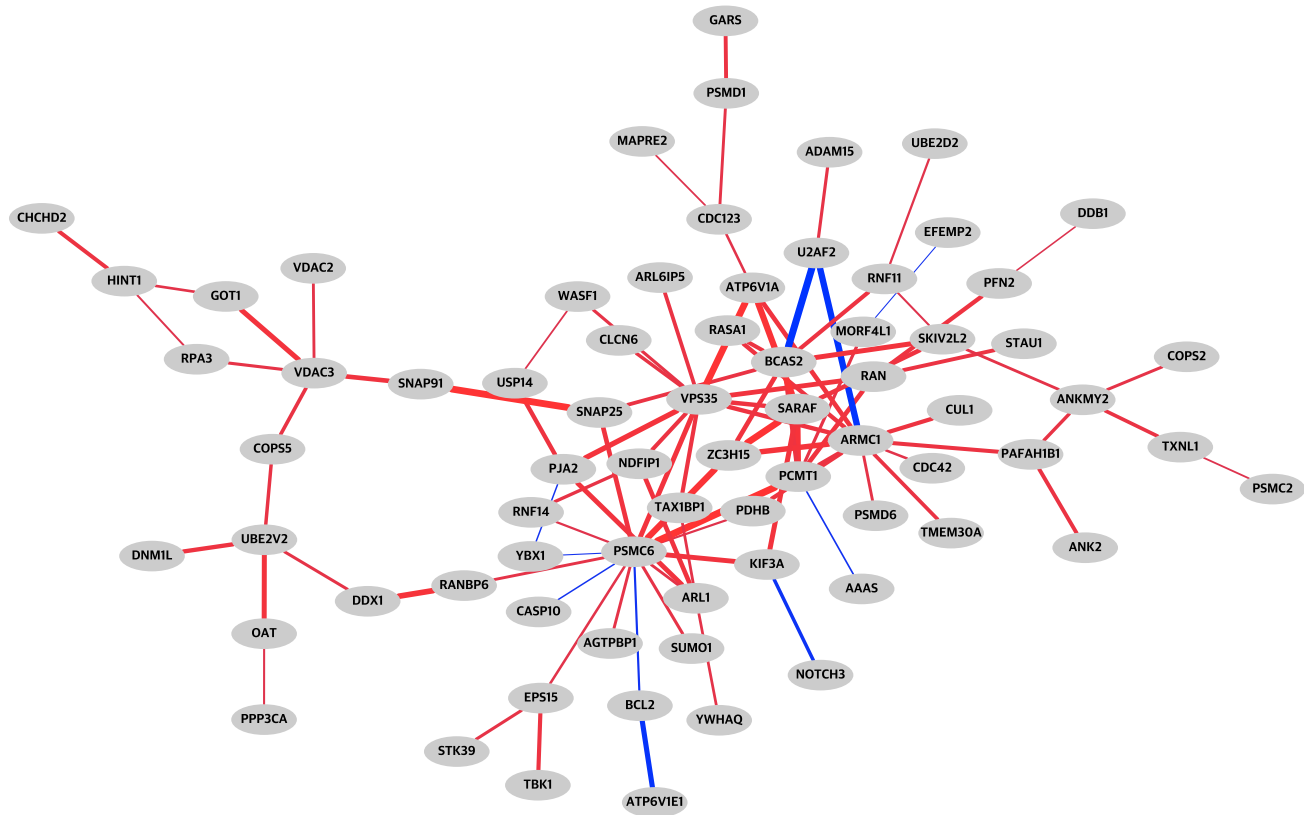 GARS
PSMD1
MAPRE2
ADAM15
UBE2D2
CHCHD2
CDC123
DDB1
EFEMP2
U2AF2
VDAC2
HINT1
ARL6IP5
RNF11
PFN2
ATP6V1A
GOT1
WASF1
RASA1
MORF4L1
SKIV2L2
CLCN6
STAU1
RPA3
COPS2
BCAS2
VDAC3
SNAP91
USP14
RAN
VPS35
ANKMY2
SNAP25
SARAF
CUL1
ARMC1
COPS5
TXNL1
ZC3H15
PAFAH1B1
NDFIP1
PJA2
CDC42
PCMT1
PSMC2
TAX1BP1
RNF14
PDHB
PSMD6
TMEM30A
UBE2V2
ANK2
DNM1L
YBX1
PSMC6
KIF3A
RANBP6
AAAS
DDX1
ARL1
CASP10
OAT
AGTPBP1
SUMO1
NOTCH3
EPS15
BCL2
PPP3CA
YWHAQ
STK39
TBK1
ATP6V1E1